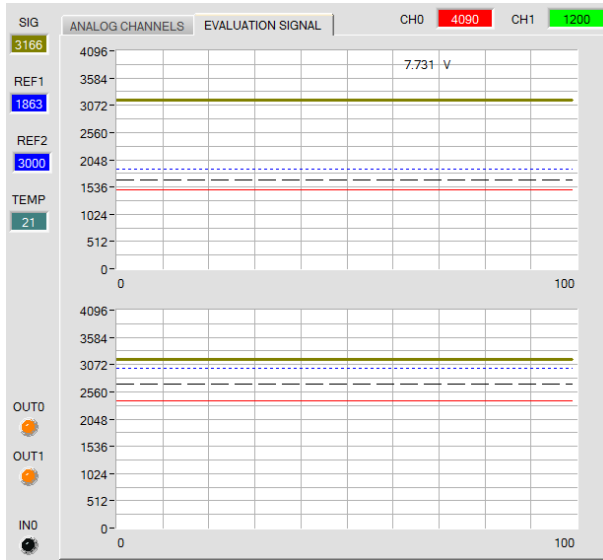 SIG
3166
REF1
1863
REF2
3000
TEMP
21
OUT0
OUT1
IN0
ANALOG CHANNELS
EVALUATION SIGNAL
CH0 4090 CH1 1200
7.731 V
4096
3584
3072
2560
2048
1536
1024
512
0
0 100
4096
3584
3072
2560
2048
1536
1024
512
0
0 100